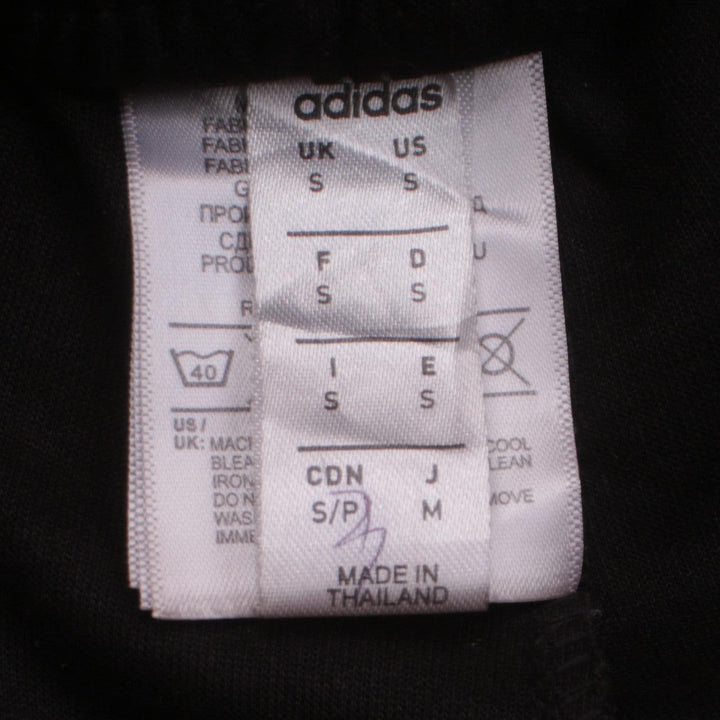 adidas
UK US
S S
F D
S S
I E
S S
CDN J
S/P M
MADE IN
THAILAND
FABI
FABI
FABI
G
ПРОИ
СД
PROD
R
Д
U
40
US /
UK: MACH
BLEA
IRON
DO N
WAS
IMME
COOL
LEAN
MOVE